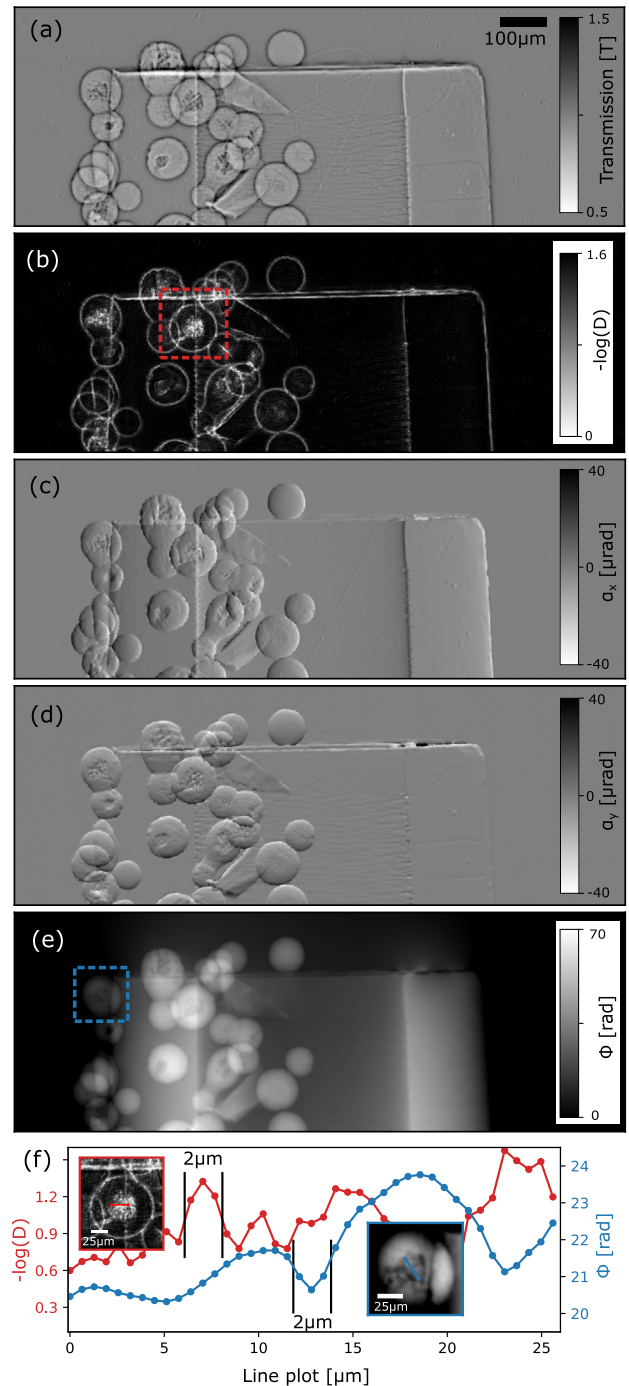 (a)
100μm
1.5
Transmission [T]
0.5
(b)
1.6
-log(D)
0
(c)
40
0
αx [μrad]
-40
(d)
40
0
αy [μrad]
-40
(e)
70
Φ [rad]
0
(f)
2μm
25μm
25μm
2μm
1.2
0.9
0.6
0.3
-log(D)
24
23
22
21
20
Φ [rad]
0
5
10
15
20
25
Line plot [μm]